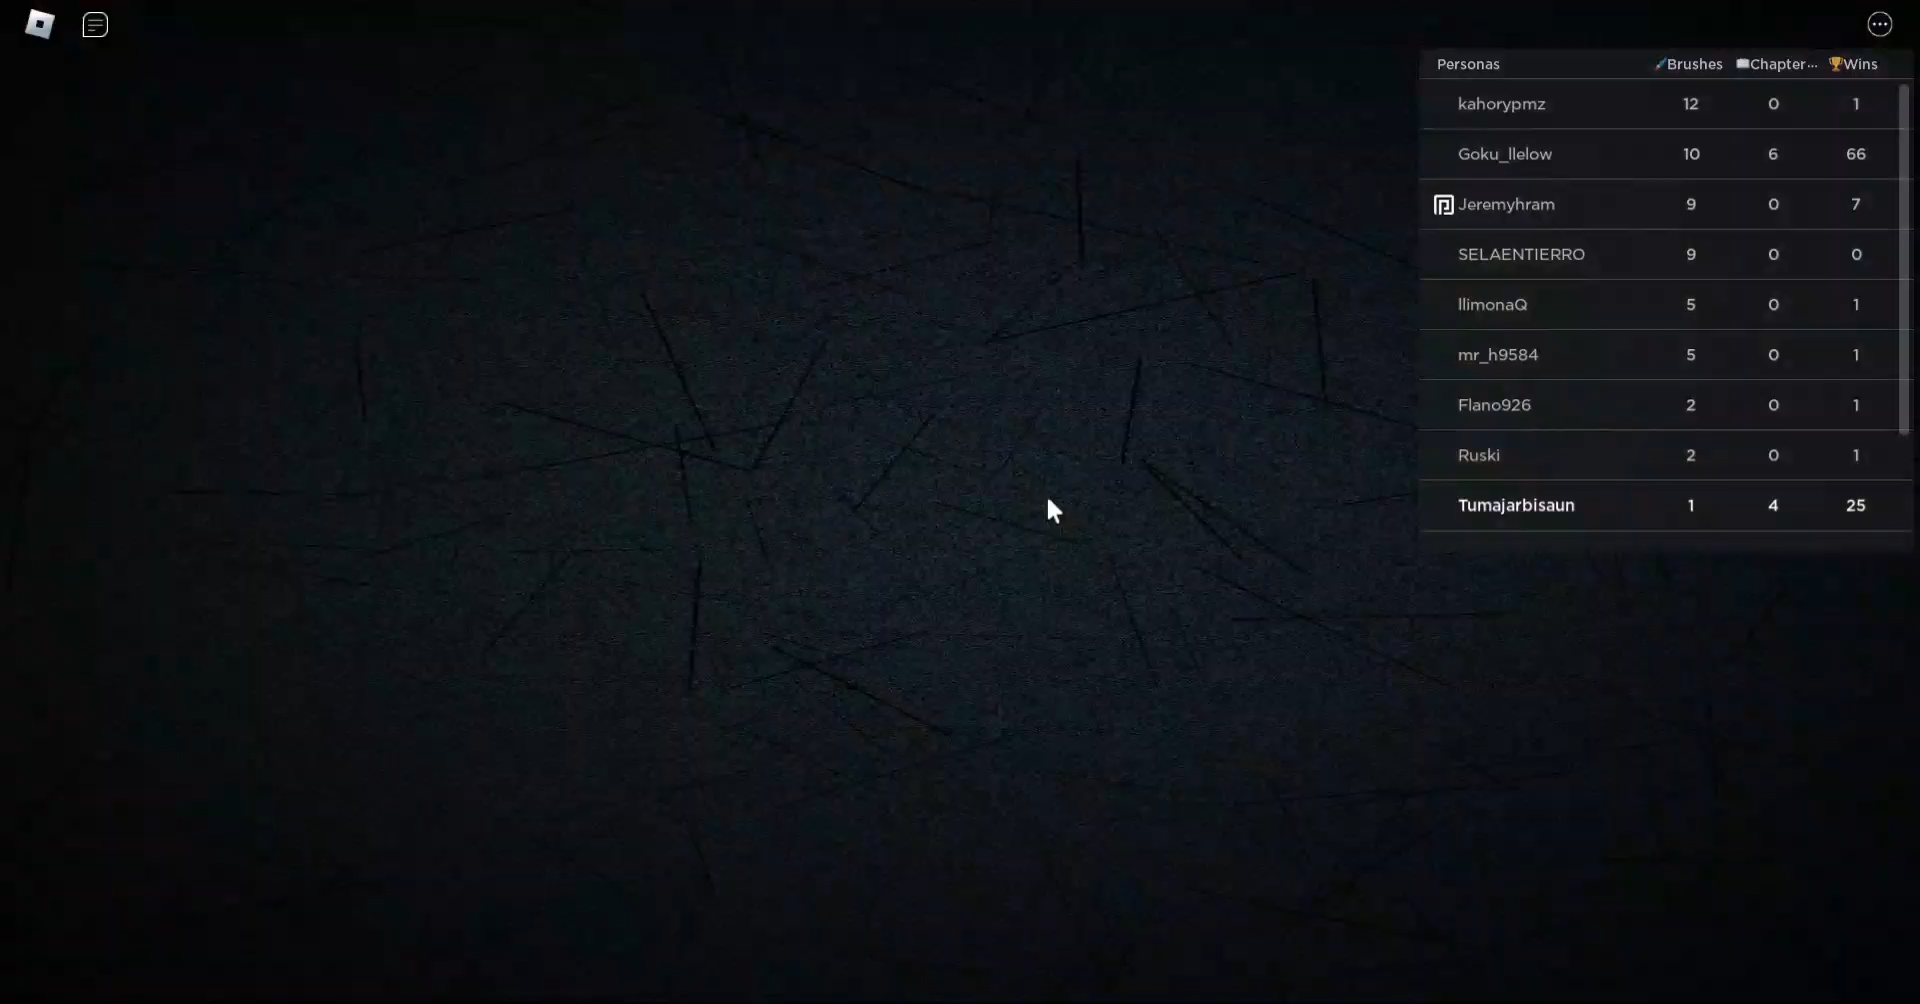 Personas 🖌️Brushes 📖Chapter... 🏆Wins
kahorypmz 12 0 1
Goku_llelow 10 6 66
Jeremyhram 9 0 7
SELAENTIERRO 9 0 0
llimonaQ 5 0 1
mr_h9584 5 0 1
Flano926 2 0 1
Ruski 2 0 1
Tumajarbisaun 1 4 25